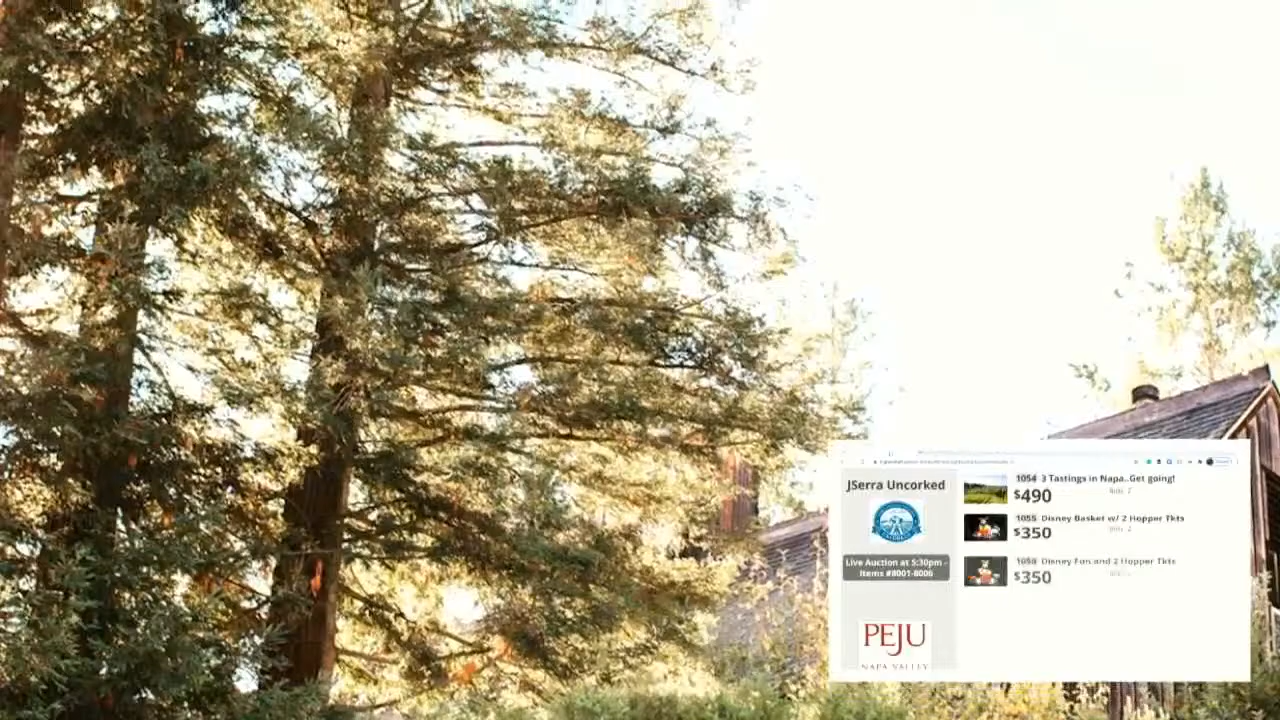 JSerra Uncorked
Live Auction at 5:30pm -
Items #8001-8006
PEJU
NAPA VALLEY
1054 3 Tastings in Napa..Get going!
$490
1055 Disney Basket w/ 2 Hopper Tkts
$350
Disney Fun and 2 Hopper Tkts
$350